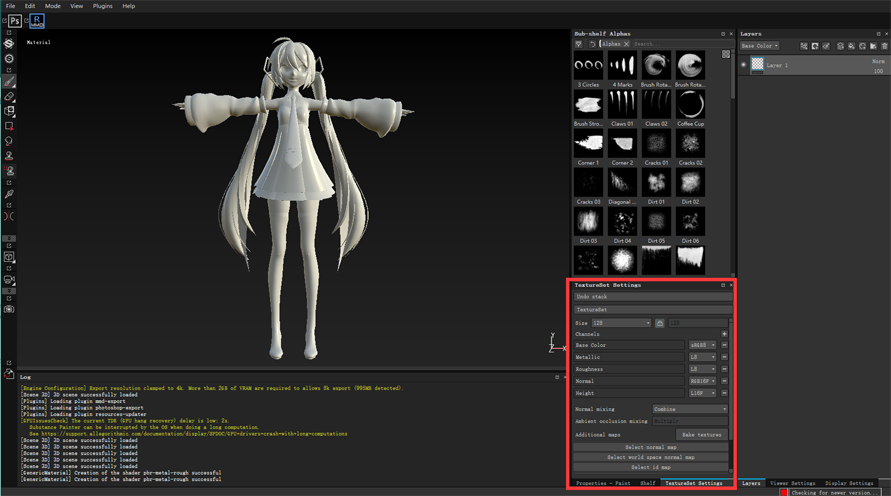 File Edit Mode View Plugins Help
Ps
R
MMD
Material
Sub-shelf Alphas
Alphas Search
3 Circles 4 Marks Brush Rota... Brush Rota...
Brush Stro... Claws 01 Claws 02 Coffee Cup
Corner 1 Corner 2 Cracks 01 Cracks 02
Cracks 03 Diagonal ... Dirt 01 Dirt 02
Dirt 03 Dirt 04 Dirt 05 Dirt 06
Layers
Base Color
Layer 1 Norm
100
TextureSet Settings
Undo stack
TextureSet
Size 128 128
Channels
Base Color sRGB8
Metallic L8
Roughness L8
Normal RGB16F
Height L16F
Normal mixing Combine
Ambient occlusion mixing Multiply
Additional maps Bake textures
Select normal map
Select world space normal map
Select id map
Properties - Paint Shelf TextureSet Settings
Layers Viewer Settings Display Settings
Checking for newer version...
Y
Z X
Log
[Engine Configuration] Export resolution clamped to 4k. More than 2GB of VRAM are required to allows 8k export (998MB detected).
[Scene 3D] 3D scene successfully loaded
[Plugins] Loading plugin mmd-export
[Plugins] Loading plugin photoshop-export
[Plugins] Loading plugin resources-updater
[GPUIssuesCheck] The current TDR (GPU hang recovery) delay is low: 2s.
Substance Painter can be interrupted by the OS when doing a long computation.
See https://support.allegorithmic.com/documentation/display/SPDOC/GPU+drivers+crash+with+long+computations
[Scene 3D] 3D scene successfully loaded
[Scene 3D] 3D scene successfully loaded
[Scene 3D] 3D scene successfully loaded
[Scene 3D] 3D scene successfully loaded
[Scene 3D] 3D scene successfully loaded
[GenericMaterial] Creation of the shader pbr-metal-rough successful
[GenericMaterial] Creation of the shader pbr-metal-rough successful